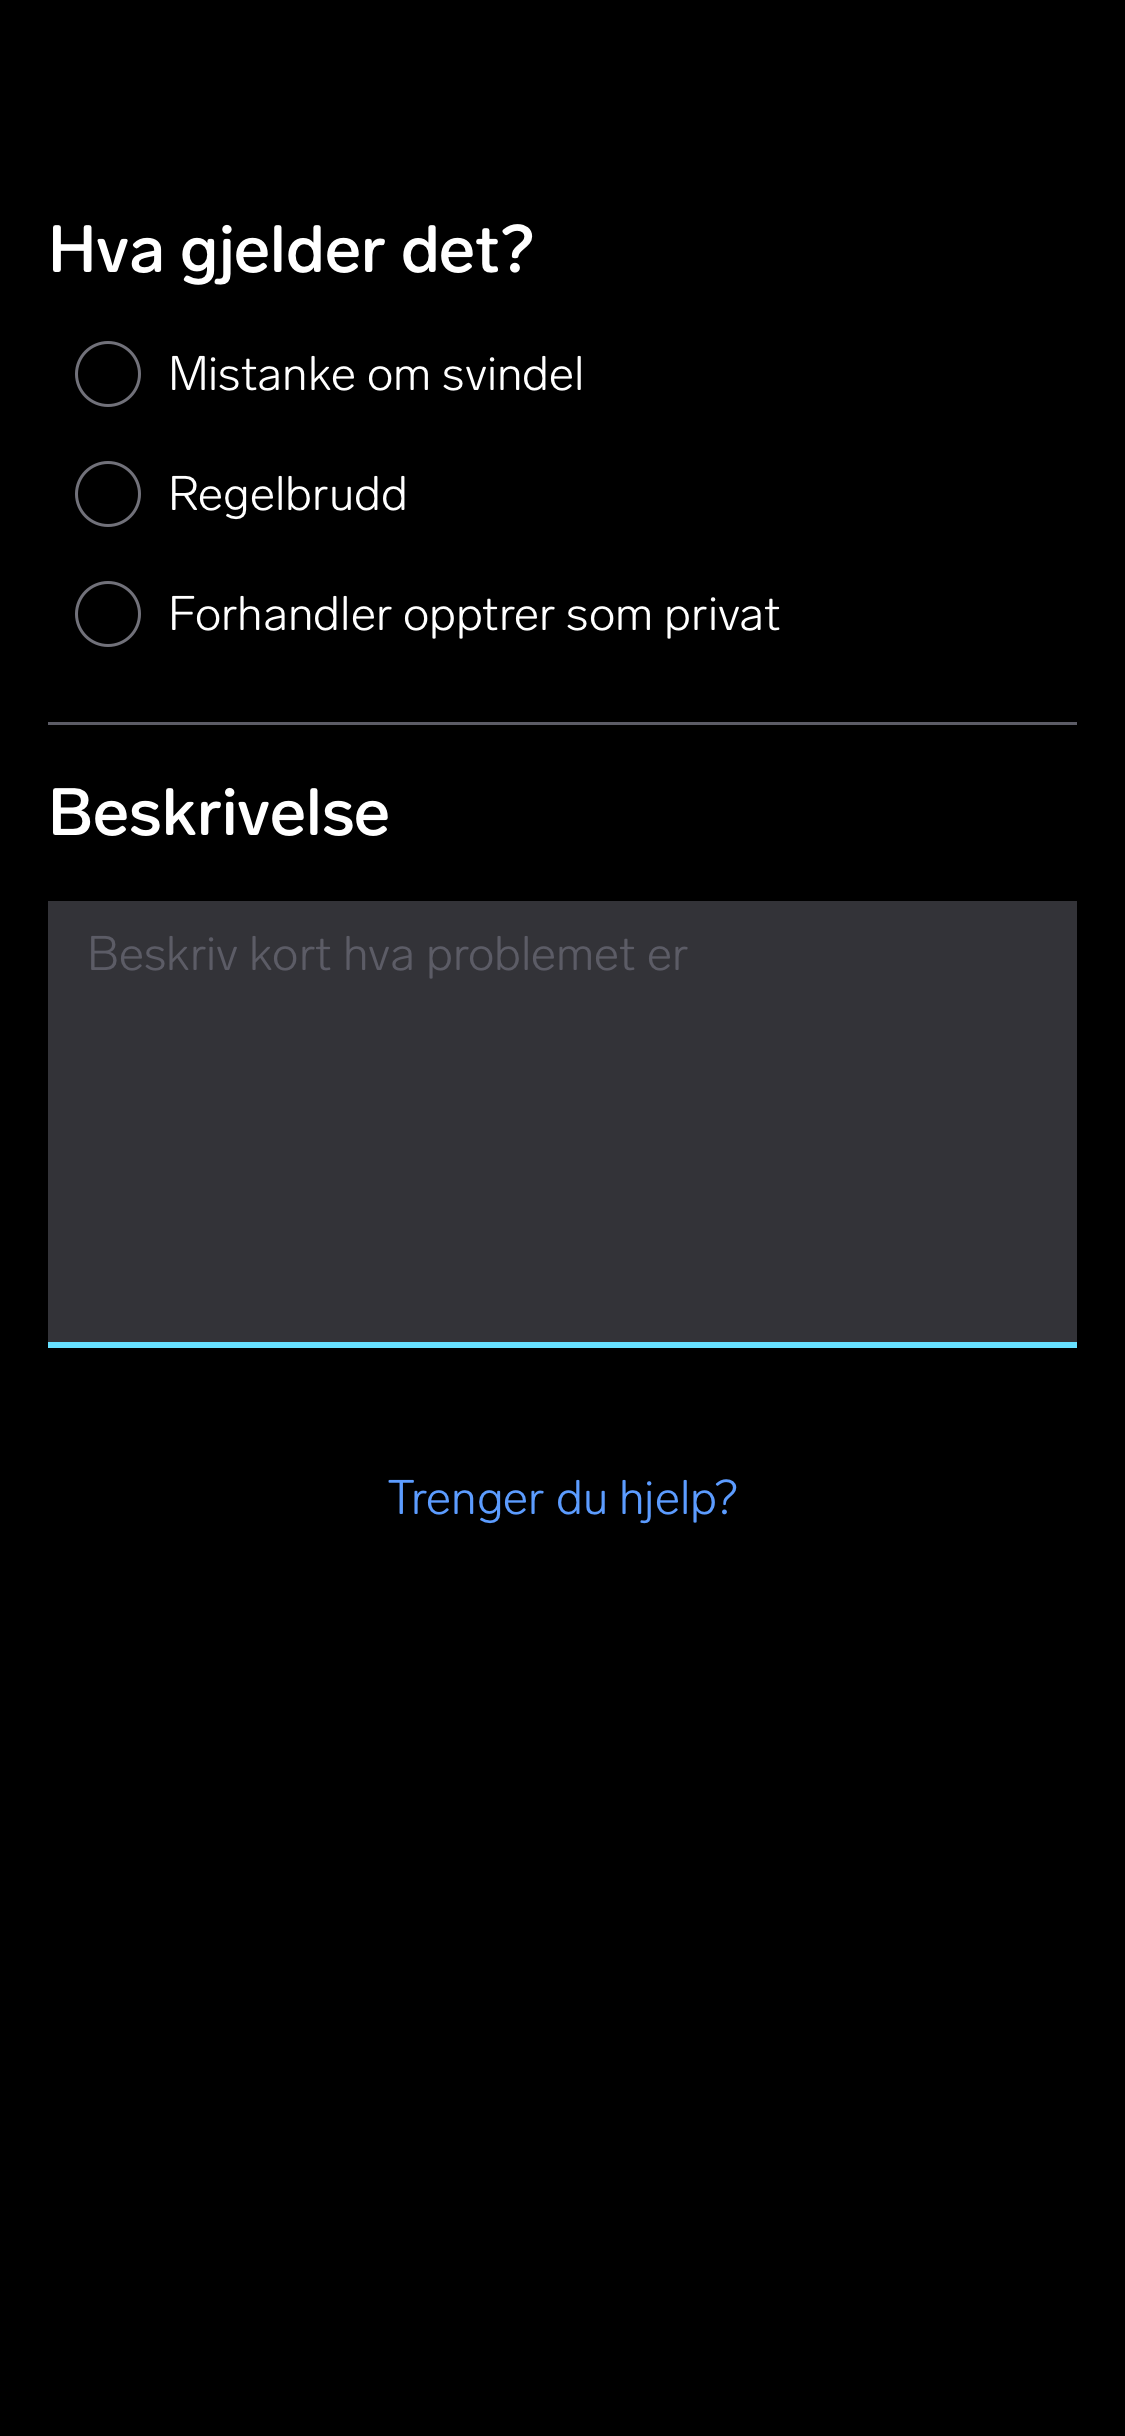 Hva gjelder det?
Mistanke om svindel
Regelbrudd
Forhandler opptrer som privat
Beskrivelse
Beskriv kort hva problemet er
Trenger du hjelp?